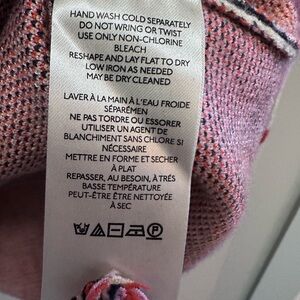 HAND WASH COLD SEPARATELY
DO NOT WRING OR TWIST
USE ONLY NON-CHLORINE
BLEACH
RESHAPE AND LAY FLAT TO DRY
LOW IRON AS NEEDED
MAY BE DRY CLEANED
LAVER À LA MAIN À L'EAU FROIDE
SÉPARÉMEN
NE PAS TORDRE OU ESSORER
UTILISER UN AGENT DE
BLANCHIMENT SANS CHLORE SI
NÉCESSAIRE
METTRE EN FORME ET SECHER
À PLAT
REPASSER, AU BESOIN, À TRÉS
BASSE TEMPÉRATURE
PEUT-ÊTRE ÊTRE NETTOYÉE
À SEC
P